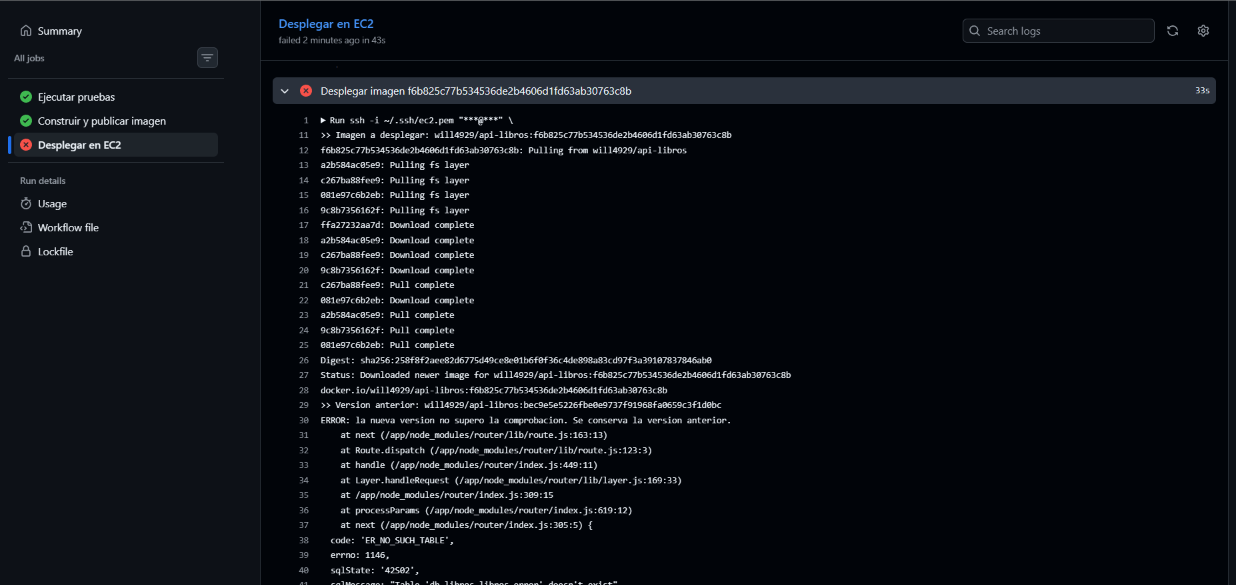 Summary
All jobs
Ejecutar pruebas
Construir y publicar imagen
Desplegar en EC2
Run details
Usage
Workflow file
Lockfile
Desplegar en EC2
failed 2 minutes ago in 43s
Search logs
Desplegar imagen f6b825c77b534536de2b4606d1fd63ab30763c8b 33s
1 Run ssh -i ~/.ssh/ec2.pem "***@***" \
11 >> Imagen a desplegar: will4929/api-libros:f6b825c77b534536de2b4606d1fd63ab30763c8b
12 f6b825c77b534536de2b4606d1fd63ab30763c8b: Pulling from will4929/api-libros
13 a2b584ac05e9: Pulling fs layer
14 c267ba88fee9: Pulling fs layer
15 081e97c6b2eb: Pulling fs layer
16 9c8b7356162f: Pulling fs layer
17 ffa27232aa7d: Download complete
18 a2b584ac05e9: Download complete
19 c267ba88fee9: Download complete
20 9c8b7356162f: Download complete
21 c267ba88fee9: Pull complete
22 081e97c6b2eb: Download complete
23 a2b584ac05e9: Pull complete
24 9c8b7356162f: Pull complete
25 081e97c6b2eb: Pull complete
26 Digest: sha256:258f8f2aee82d6775d49ce8e01b6f0f36c4de898a83cd97f3a39107837846ab0
27 Status: Downloaded newer image for will4929/api-libros:f6b825c77b534536de2b4606d1fd63ab30763c8b
28 docker.io/will4929/api-libros:f6b825c77b534536de2b4606d1fd63ab30763c8b
29 >> Version anterior: will4929/api-libros:bec9e5e5226fbe0e9737f91968fa0659c3f1d0bc
30 ERROR: la nueva version no supero la comprobacion. Se conserva la version anterior.
31 at next (/app/node_modules/router/lib/route.js:163:13)
32 at Route.dispatch (/app/node_modules/router/lib/route.js:123:3)
33 at handle (/app/node_modules/router/index.js:449:11)
34 at Layer.handleRequest (/app/node_modules/router/lib/layer.js:169:33)
35 at /app/node_modules/router/index.js:309:15
36 at processParams (/app/node_modules/router/index.js:619:12)
37 at next (/app/node_modules/router/index.js:305:5) {
38 code: 'ER_NO_SUCH_TABLE',
39 errno: 1146,
40 sqlState: '42S02',
41 sqlMessage: "Table 'db_libros.libros_error' doesn't exist"